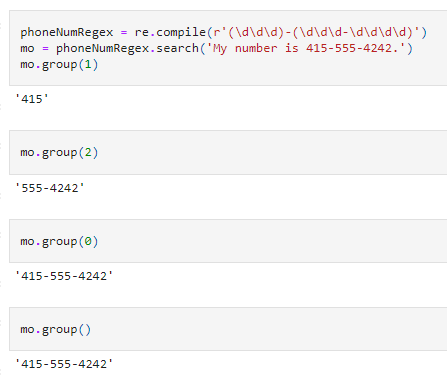 phoneNumRegex = re.compile(r'(\d\d\d)-(\d\d\d-\d\d\d\d)')
mo = phoneNumRegex.search('My number is 415-555-4242.')
mo.group(1)
'415'
mo.group(2)
'555-4242'
mo.group(0)
'415-555-4242'
mo.group()
'415-555-4242'